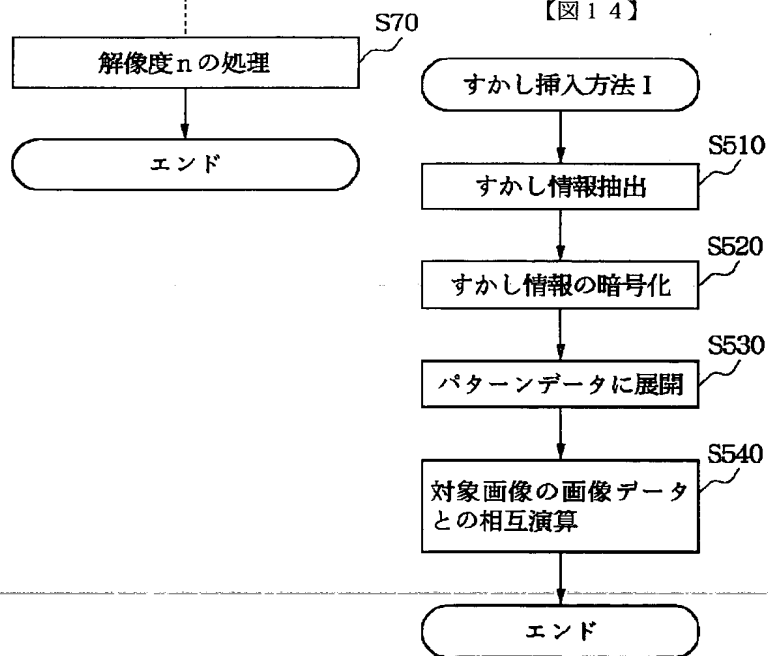 S70
解像度nの処理
エンド
【図14】
すかし挿入方法I
S510
すかし情報抽出
S520
すかし情報の暗号化
S530
パターンデータに展開
S540
対象画像の画像データ
との相互演算
エンド